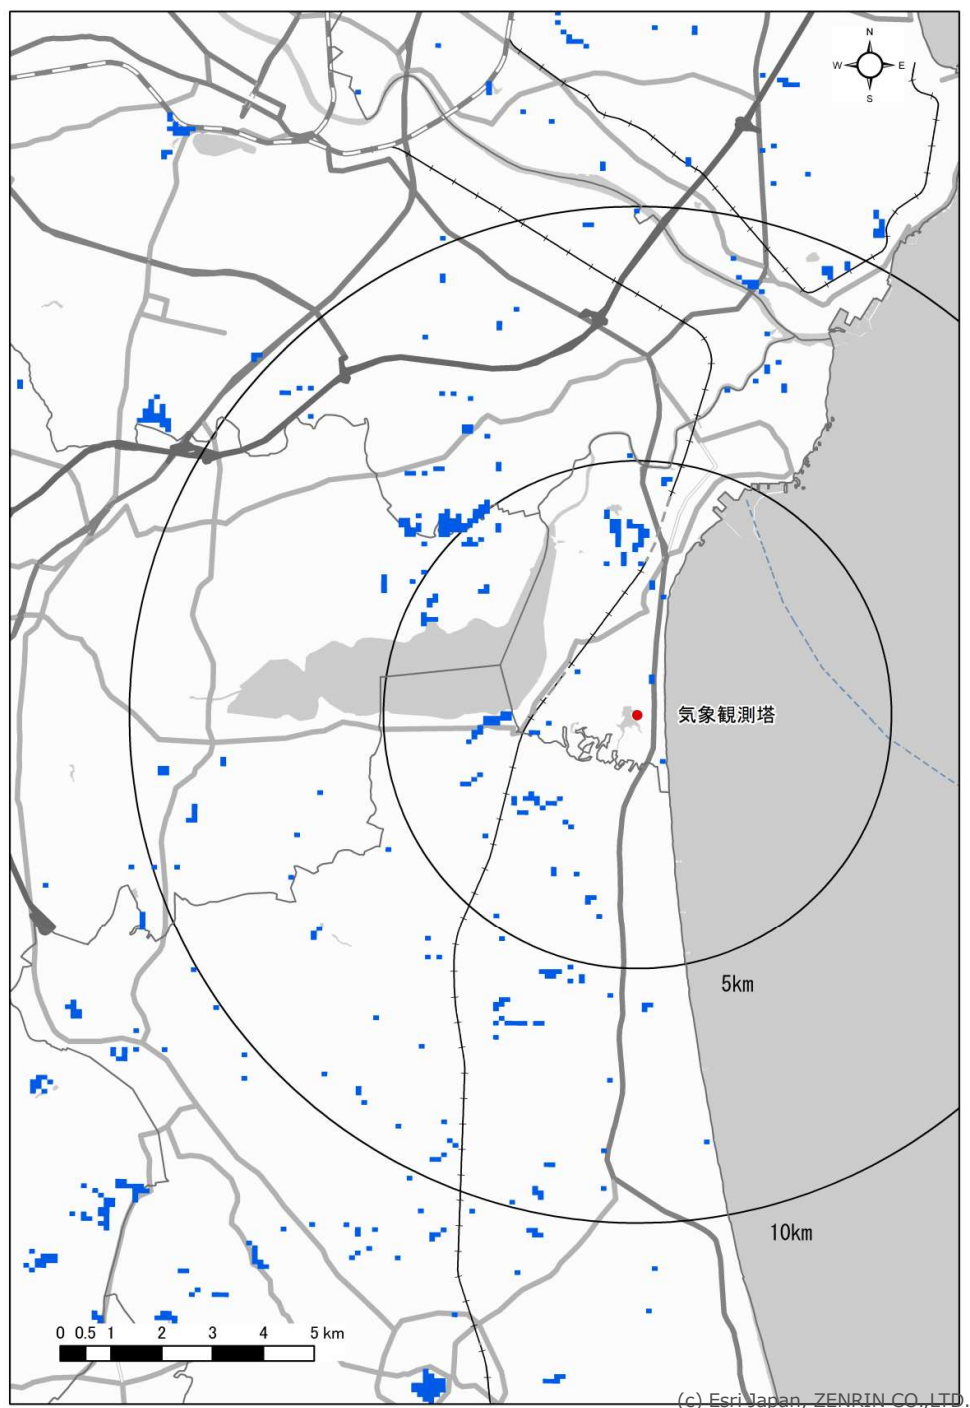 N
W E
S
気象観測塔
5km
10km
0 0.5 1 2 3 4 5 km
(c) Esri Japan, ZENRIN CO.,LTD.